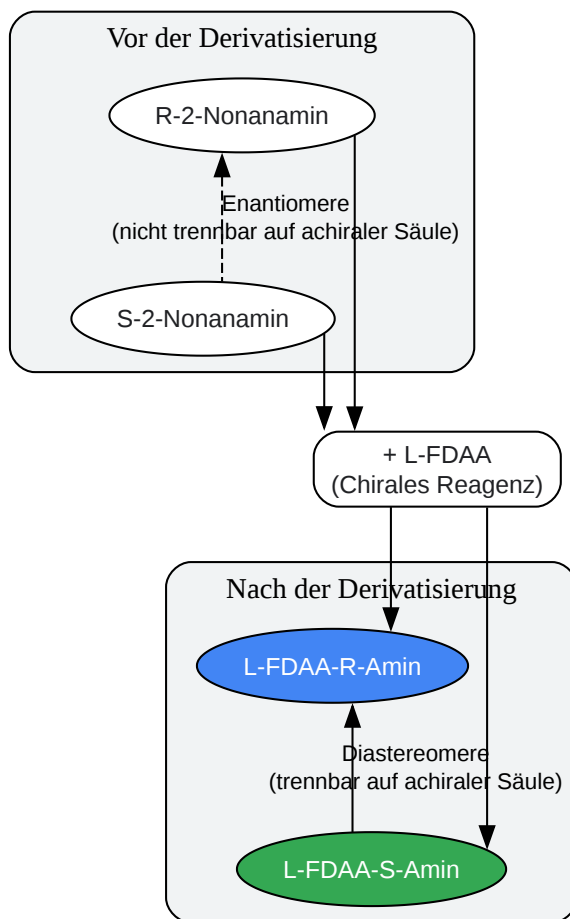 Vor der Derivatisierung
R-2-Nonanamin
Enantiomere
(nicht trennbar auf achiraler Säule)
S-2-Nonanamin
+ L-FDAA
(Chirales Reagenz)
Nach der Derivatisierung
L-FDAA-R-Amin
Diastereomere
(trennbar auf achiraler Säule)
L-FDAA-S-Amin